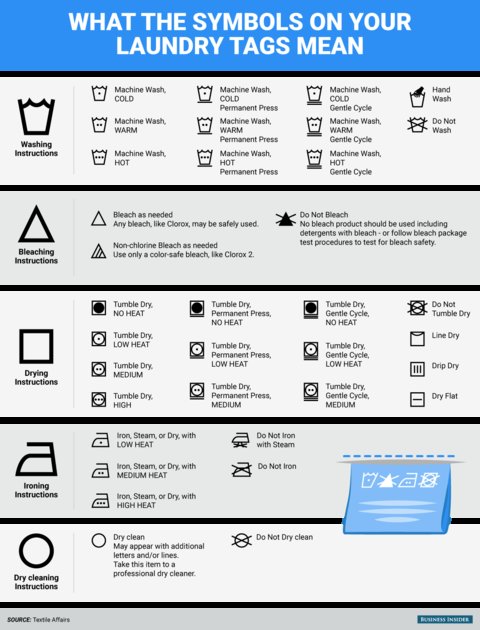 WHAT THE SYMBOLS ON YOUR
LAUNDRY TAGS MEAN
Washing
Instructions
Machine Wash,
COLD
Machine Wash,
COLD
Permanent Press
Machine Wash,
COLD
Gentle Cycle
Hand
Wash
Machine Wash,
WARM
Machine Wash,
WARM
Permanent Press
Machine Wash,
WARM
Gentle Cycle
Do Not
Wash
Machine Wash,
HOT
Machine Wash,
HOT
Permanent Press
Machine Wash,
HOT
Gentle Cycle
Bleaching
Instructions
Bleach as needed
Any bleach, like Clorox, may be safely used.
Non-chlorine Bleach as needed
Use only a color-safe bleach, like Clorox 2.
Do Not Bleach
No bleach product should be used including
detergents with bleach - or follow bleach package
test procedures to test for bleach safety.
Drying
Instructions
Tumble Dry,
NO HEAT
Tumble Dry,
Permanent Press,
NO HEAT
Tumble Dry,
Gentle Cycle,
NO HEAT
Do Not
Tumble Dry
Tumble Dry,
LOW HEAT
Tumble Dry,
Permanent Press,
LOW HEAT
Tumble Dry,
Gentle Cycle,
LOW HEAT
Line Dry
Tumble Dry,
MEDIUM
Drip Dry
Tumble Dry,
HIGH
Tumble Dry,
Permanent Press,
MEDIUM
Tumble Dry,
Gentle Cycle,
MEDIUM
Dry Flat
Ironing
Instructions
Iron, Steam, or Dry, with
LOW HEAT
Do Not Iron
with Steam
Iron, Steam, or Dry, with
MEDIUM HEAT
Do Not Iron
Iron, Steam, or Dry, with
HIGH HEAT
Dry cleaning
Instructions
Dry clean
May appear with additional
letters and/or lines.
Take this item to a
professional dry cleaner.
Do Not Dry clean
SOURCE: Textile Affairs
BUSINESS INSIDER